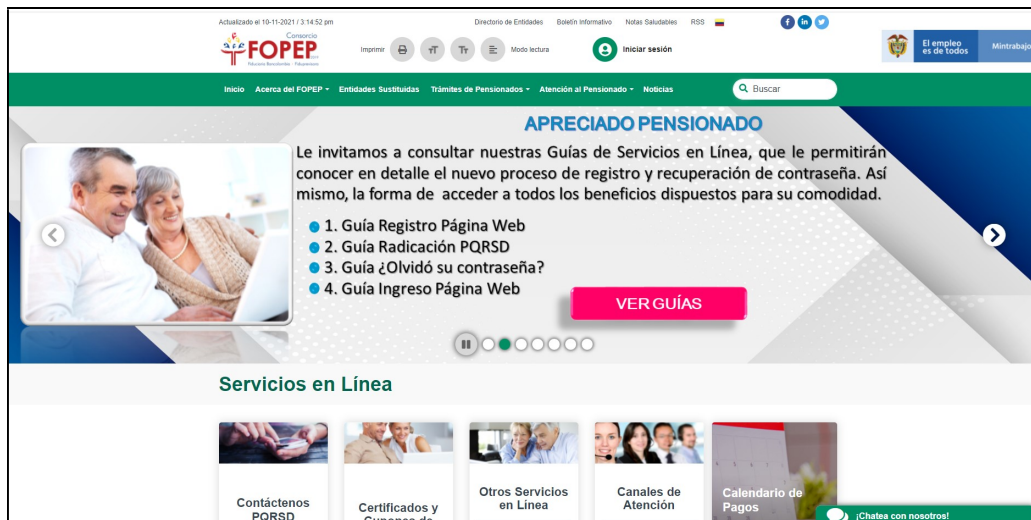 Actualizado el 10-11-2021 / 3:14:52 pm
Directorio de Entidades Boletín Informativo Notas Saludables RSS
Consorcio
FOPEP
Imprimir
Modo lectura
Iniciar sesión
El empleo
es de todos
Mintrabajo
Inicio Acerca del FOPEP Entidades Sustituidas Trámites de Pensionados Atención al Pensionado Noticias
Buscar
APRECIADO PENSIONADO
Le invitamos a consultar nuestras Guías de Servicios en Línea, que le permitirán
conocer en detalle el nuevo proceso de registro y recuperación de contraseña. Así
mismo, la forma de acceder a todos los beneficios dispuestos para su comodidad.
1. Guía Registro Página Web
2. Guía Radicación PQRSD
3. Guía ¿Olvidó su contraseña?
4. Guía Ingreso Página Web
VER GUÍAS
Servicios en Línea
Contáctenos
PQRSD
Certificados y
Cupones de
Otros Servicios
en Línea
Canales de
Atención
Calendario de
Pagos
¡Chatea con nosotros!